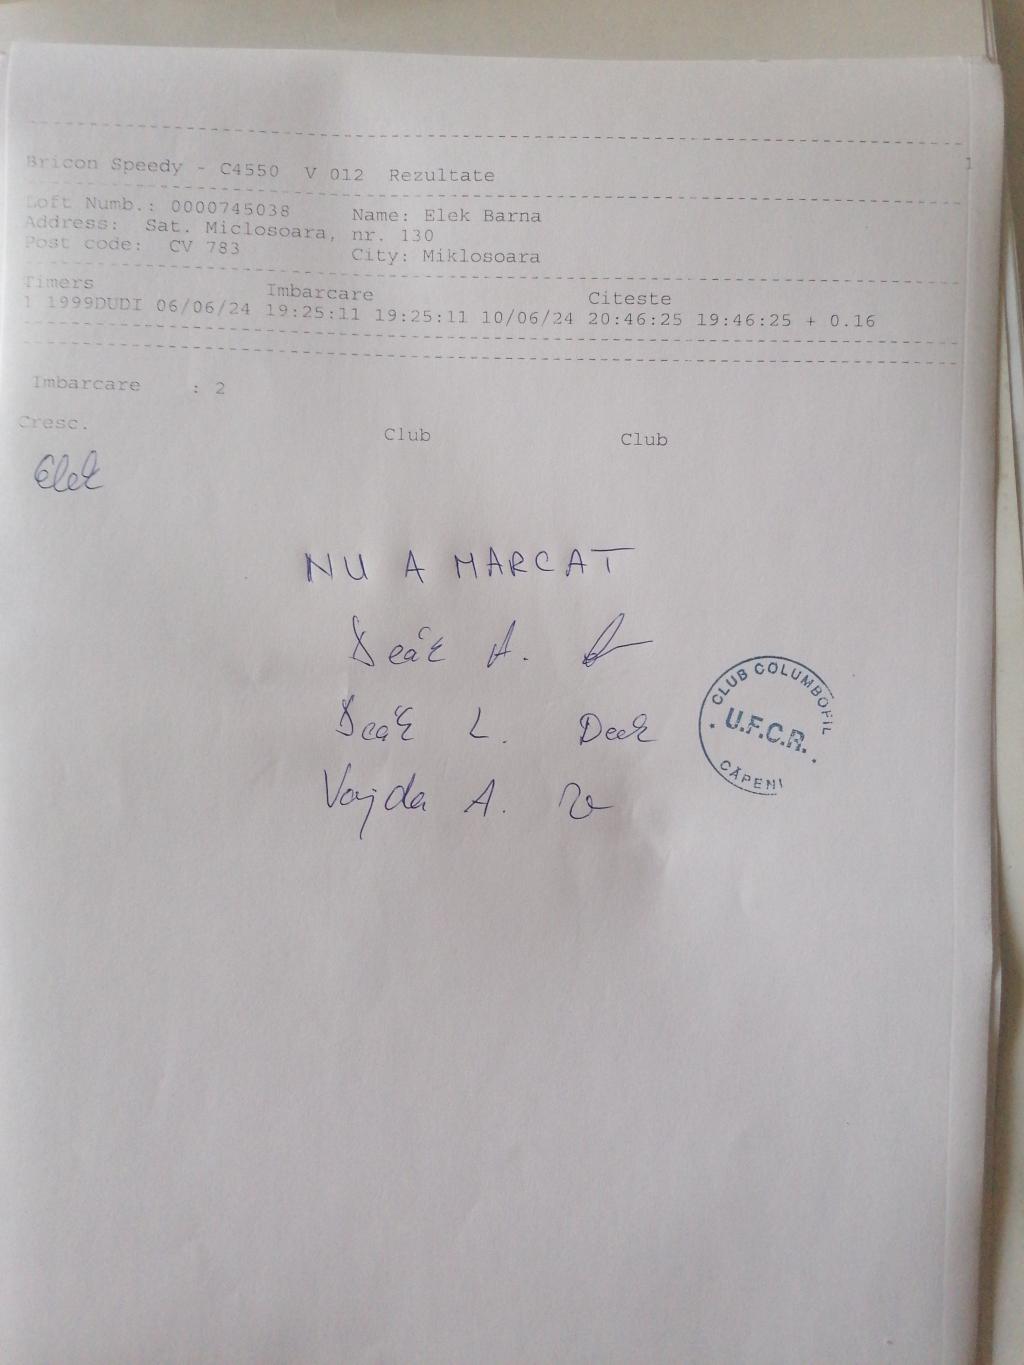 1
Bricon Speedy - C4550 V 012 Rezultate
Loft Numb.: 0000745038 Name: Elek Barna
Address: Sat. Miclosoara, nr. 130
Post code: CV 783 City: Miklosoara
Timers Imbarcare Citeste
1 1999DUDI 06/06/24 19:25:11 19:25:11 10/06/24 20:46:25 19:46:25 + 0.16
Imbarcare : 2
Cresc. Club Club
Elek
NU A MARCAT
Deák A.
Deák L. Deak
Vajda A.
CLUB COLUMBOFIL
U.F.C.R.
CĂPENI